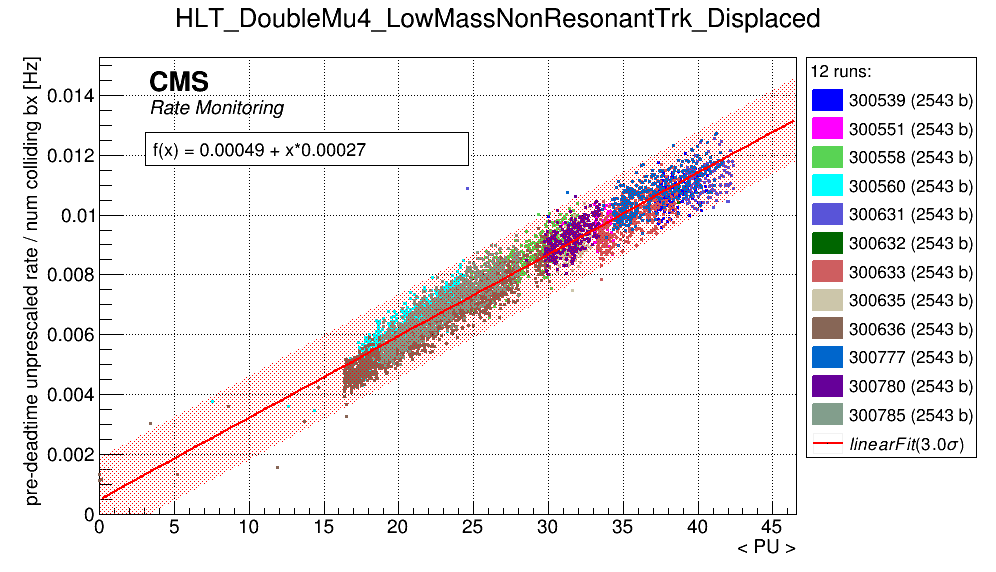 HLT_DoubleMu4_LowMassNonResonantTrk_Displaced
pre-deadtime unprescaled rate / num colliding bx [Hz]
CMS
Rate Monitoring
f(x) = 0.00049 + x*0.00027
0.014
0.012
0.01
0.008
0.006
0.004
0.002
0
0 5 10 15 20 25 30 35 40 45
< PU >
12 runs:
300539 (2543 b)
300551 (2543 b)
300558 (2543 b)
300560 (2543 b)
300631 (2543 b)
300632 (2543 b)
300633 (2543 b)
300635 (2543 b)
300636 (2543 b)
300777 (2543 b)
300780 (2543 b)
300785 (2543 b)
linearFit(3.0σ)